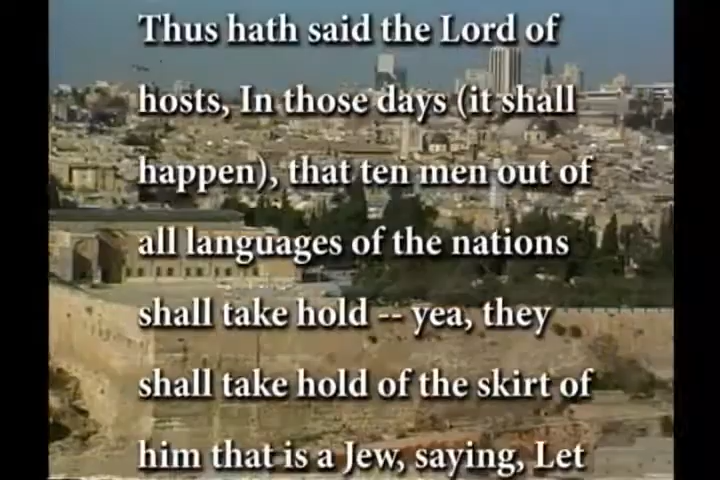 Thus hath said the Lord of
hosts, In those days (it shall
happen), that ten men out of
all languages of the nations
shall take hold -- yea, they
shall take hold of the skirt of
him that is a Jew, saying, Let